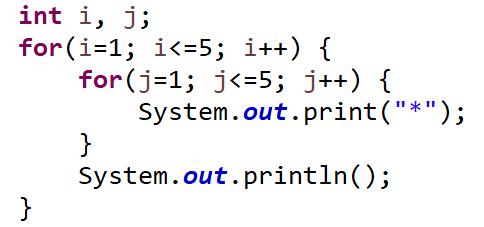 int i, j;
for(i=1; i<=5; i++) {
    for(j=1; j<=5; j++) {
        System.out.print("*");
    }
    System.out.println();
}